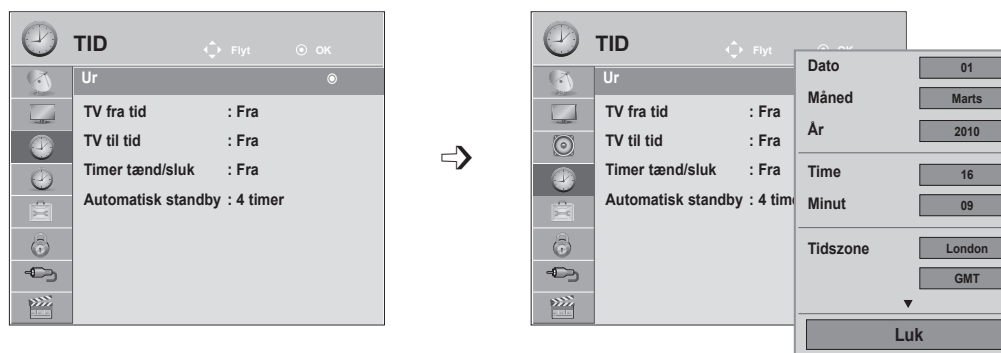 TID Flyt OK
Ur
TV fra tid : Fra
TV til tid : Fra
Timer tænd/sluk : Fra
Automatisk standby : 4 timer
TID Flyt OK
Ur
TV fra tid : Fra
TV til tid : Fra
Timer tænd/sluk : Fra
Automatisk standby : 4 tim
Dato 01
Måned Marts
År 2010
Time 16
Minut 09
Tidszone London
GMT
Luk